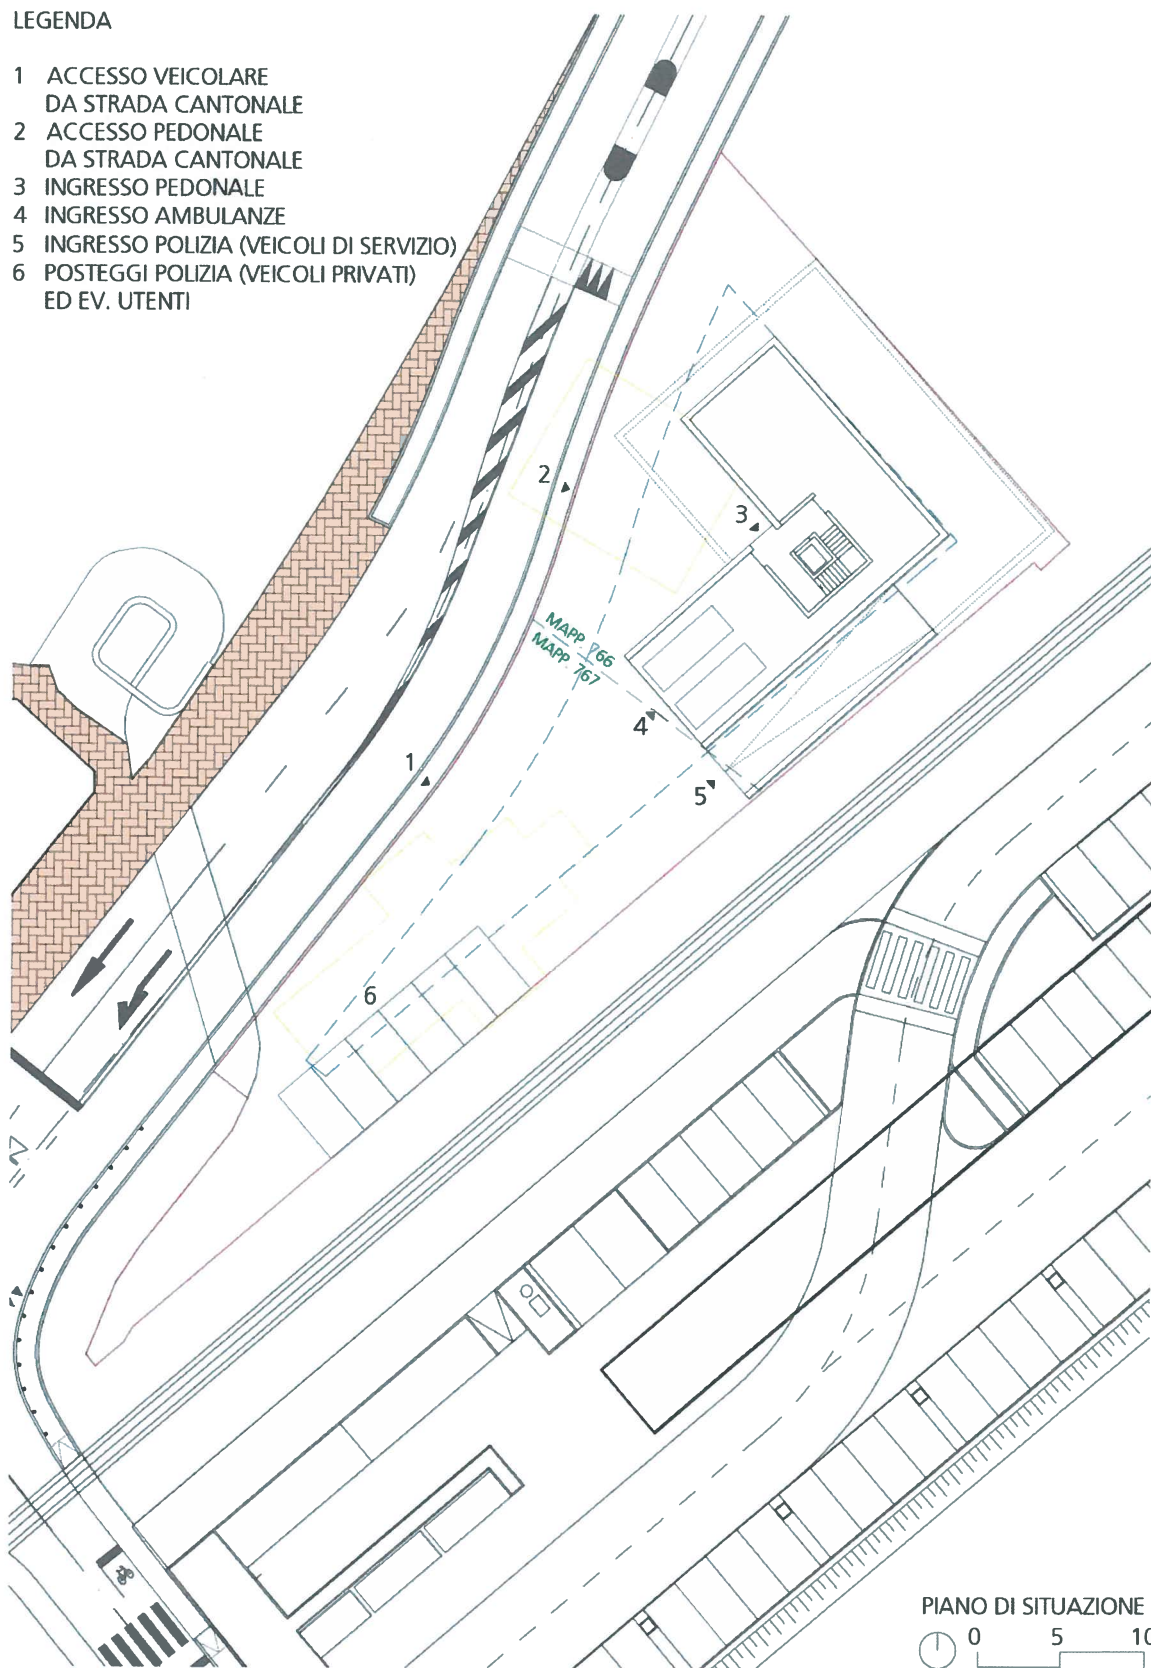 LEGENDA
1 ACCESSO VEICOLARE
DA STRADA CANTONALE
2 ACCESSO PEDONALE
DA STRADA CANTONALE
3 INGRESSO PEDONALE
4 INGRESSO AMBULANZE
5 INGRESSO POLIZIA (VEICOLI DI SERVIZIO)
6 POSTEGGI POLIZIA (VEICOLI PRIVATI)
ED EV. UTENTI
2
3
MAPP. 766
MAPP. 767
4
1
5
6
PIANO DI SITUAZIONE
0 5 10